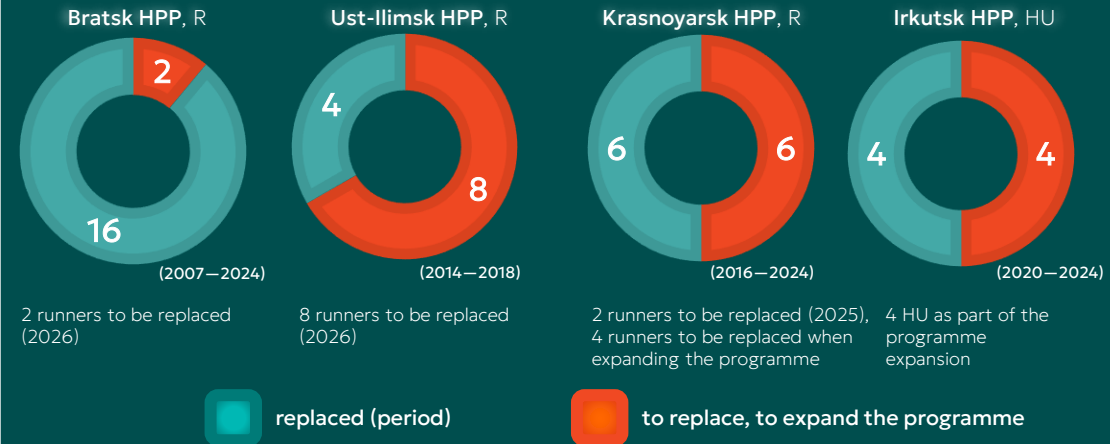 Bratsk HPP, R
2
16
(2007—2024)
2 runners to be replaced
(2026)
Ust-Ilimsk HPP, R
4
8
(2014—2018)
8 runners to be replaced
(2026)
Krasnoyarsk HPP, R
6
6
(2016—2024)
2 runners to be replaced (2025),
4 runners to be replaced when
expanding the programme
Irkutsk HPP, HU
4
4
(2020—2024)
4 HU as part of the
programme
expansion
replaced (period)
to replace, to expand the programme